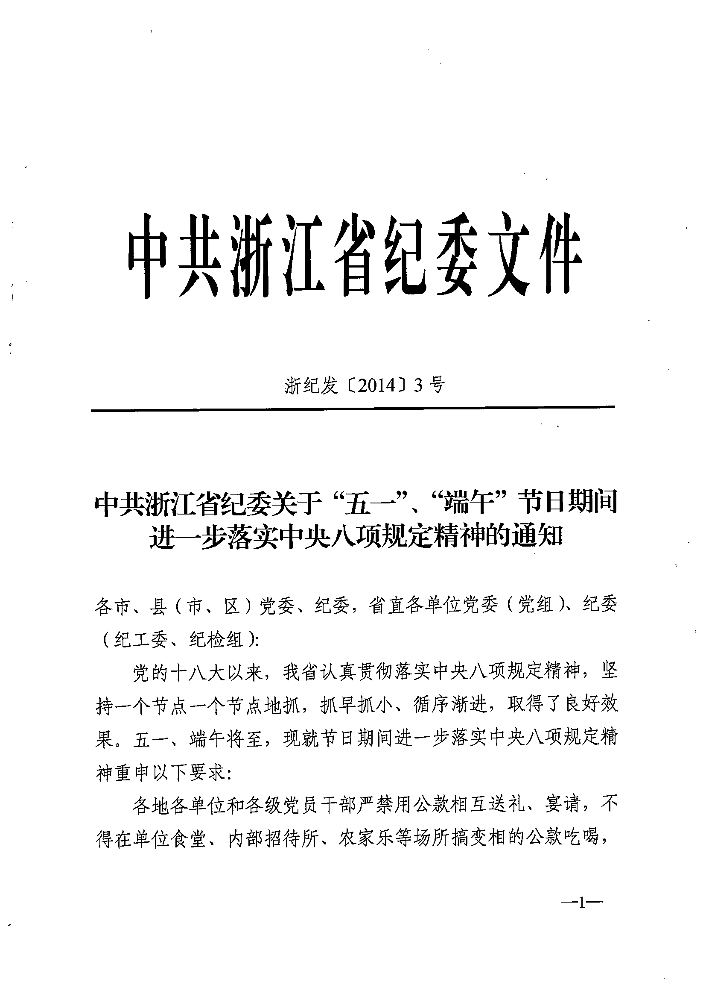 中共浙江省纪委文件
浙纪发〔2014〕3 号
中共浙江省纪委关于“五一”、“端午”节日期间
进一步落实中央八项规定精神的通知
各市、县（市、区）党委、纪委，省直各单位党委（党组）、纪委
（纪工委、纪检组）：
党的十八大以来，我省认真贯彻落实中央八项规定精神，坚
持一个节点一个节点地抓，抓早抓小、循序渐进，取得了良好效
果。五一、端午将至，现就节日期间进一步落实中央八项规定精
神重申以下要求：
各地各单位和各级党员干部严禁用公款相互送礼、宴请，不
得在单位食堂、内部招待所、农家乐等场所搞变相的公款吃喝，
—1—